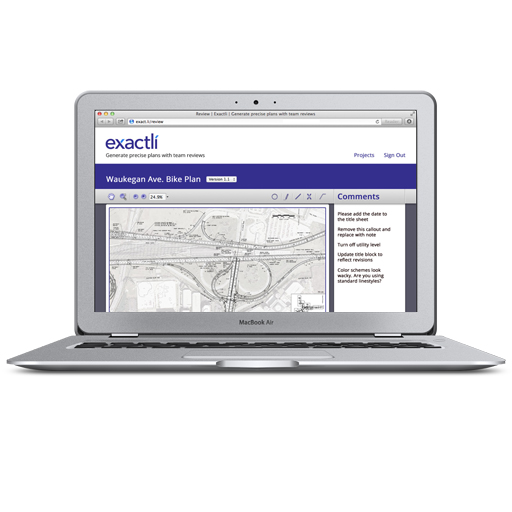 Review | Exactli | Generate precise plans with team reviews
exact.li/review
exactlí
Generate precise plans with team reviews
Projects
Sign Out
Waukegan Ave. Bike Plan
Version 1.1
24.9%
Comments
Please add the date to
the title sheet
Remove this callout and
replace with note
Turn off utility level
Update title block to
reflect revisions
Color schemes look
wacky. Are you using
standard linestyles?
MacBook Air